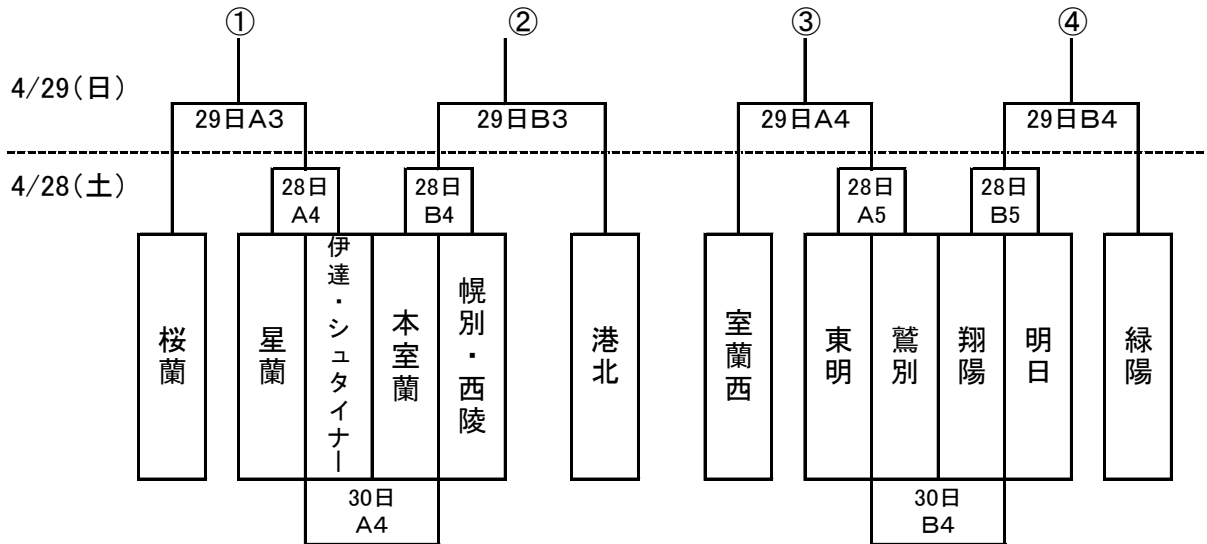 ① ② ③ ④
4/29(日)
29日A3 29日B3 29日A4 29日B4
4/28(土)
28日 28日 28日 28日
A4 B4 A5 B5
桜蘭
星蘭
伊達・シュタイナー
本室蘭
幌別・西陵
港北
室蘭西
東明
鷲別
翔陽
明日
緑陽
30日 30日
A4 B4